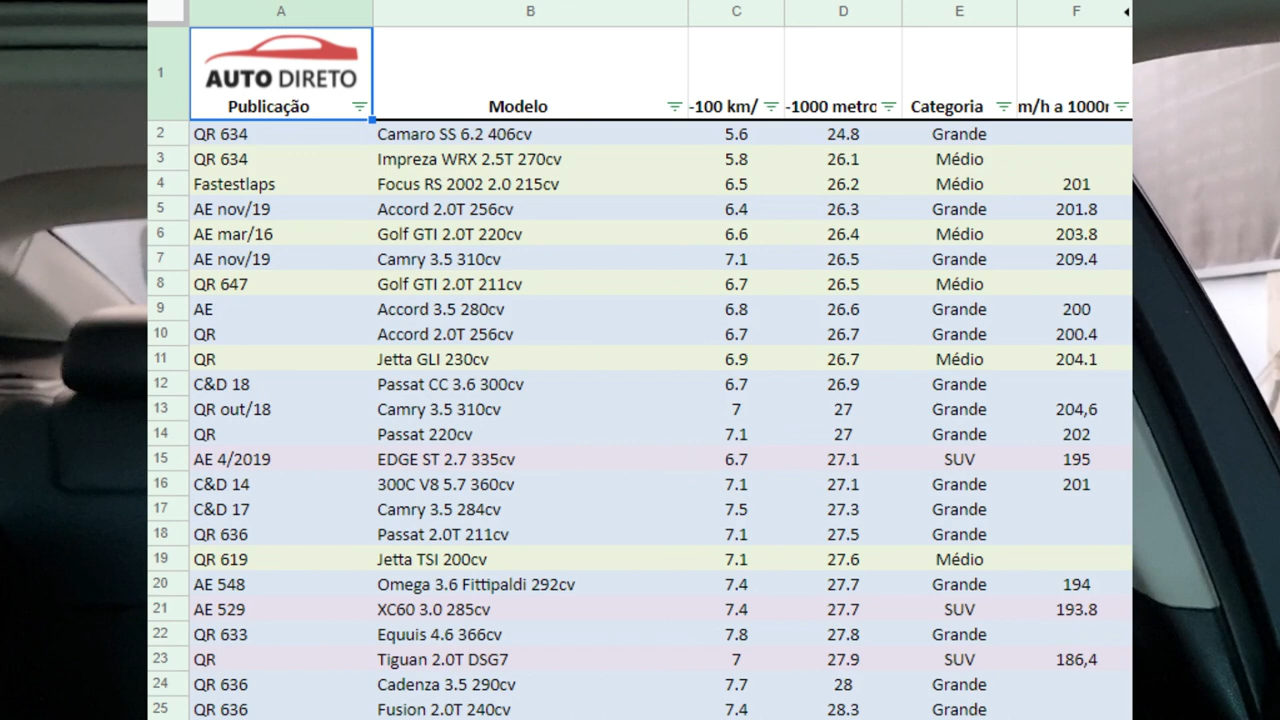 A B C D E F
1 AUTO DIRETO
Publicação Modelo -100 km/ -1000 metro Categoria m/h a 1000m
2 QR 634 Camaro SS 6.2 406cv 5.6 24.8 Grande
3 QR 634 Impreza WRX 2.5T 270cv 5.8 26.1 Médio
4 Fastestlaps Focus RS 2002 2.0 215cv 6.5 26.2 Médio 201
5 AE nov/19 Accord 2.0T 256cv 6.4 26.3 Grande 201.8
6 AE mar/16 Golf GTI 2.0T 220cv 6.6 26.4 Médio 203.8
7 AE nov/19 Camry 3.5 310cv 7.1 26.5 Grande 209.4
8 QR 647 Golf GTI 2.0T 211cv 6.7 26.5 Médio
9 AE Accord 3.5 280cv 6.8 26.6 Grande 200
10 QR Accord 2.0T 256cv 6.7 26.7 Grande 200.4
11 QR Jetta GLI 230cv 6.9 26.7 Médio 204.1
12 C&D 18 Passat CC 3.6 300cv 6.7 26.9 Grande
13 QR out/18 Camry 3.5 310cv 7 27 Grande 204,6
14 QR Passat 220cv 7.1 27 Grande 202
15 AE 4/2019 EDGE ST 2.7 335cv 6.7 27.1 SUV 195
16 C&D 14 300C V8 5.7 360cv 7.1 27.1 Grande 201
17 C&D 17 Camry 3.5 284cv 7.5 27.3 Grande
18 QR 636 Passat 2.0T 211cv 7.1 27.5 Grande
19 QR 619 Jetta TSI 200cv 7.1 27.6 Médio
20 AE 548 Omega 3.6 Fittipaldi 292cv 7.4 27.7 Grande 194
21 AE 529 XC60 3.0 285cv 7.4 27.7 SUV 193.8
22 QR 633 Equuis 4.6 366cv 7.8 27.8 Grande
23 QR Tiguan 2.0T DSG7 7 27.9 SUV 186,4
24 QR 636 Cadenza 3.5 290cv 7.7 28 Grande
25 QR 636 Fusion 2.0T 240cv 7.4 28.3 Grande